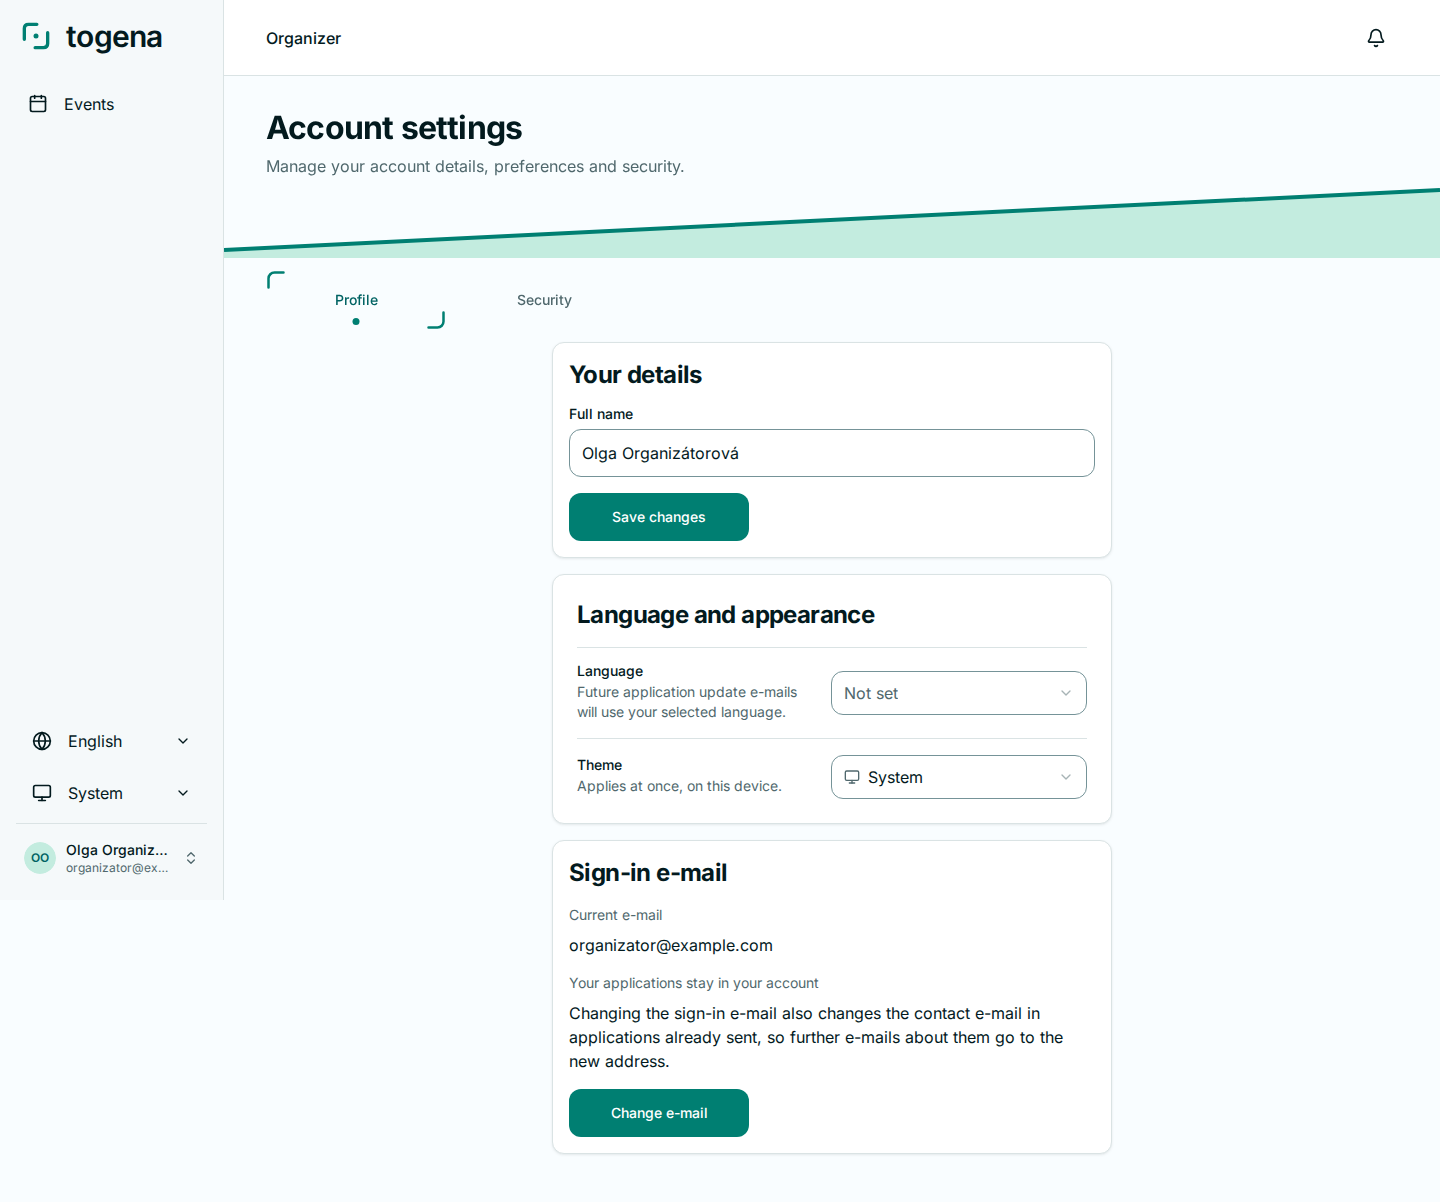 togena
Organizer
Events
Account settings
Manage your account details, preferences and security.
Profile
Security
Your details
Full name
Olga Organizátorová
Save changes
Language and appearance
Language
Future application update e-mails
will use your selected language.
Not set
Theme
Applies at once, on this device.
System
English
System
OO
Olga Organiz...
organizator@ex...
Sign-in e-mail
Current e-mail
organizator@example.com
Your applications stay in your account
Changing the sign-in e-mail also changes the contact e-mail in
applications already sent, so further e-mails about them go to the
new address.
Change e-mail